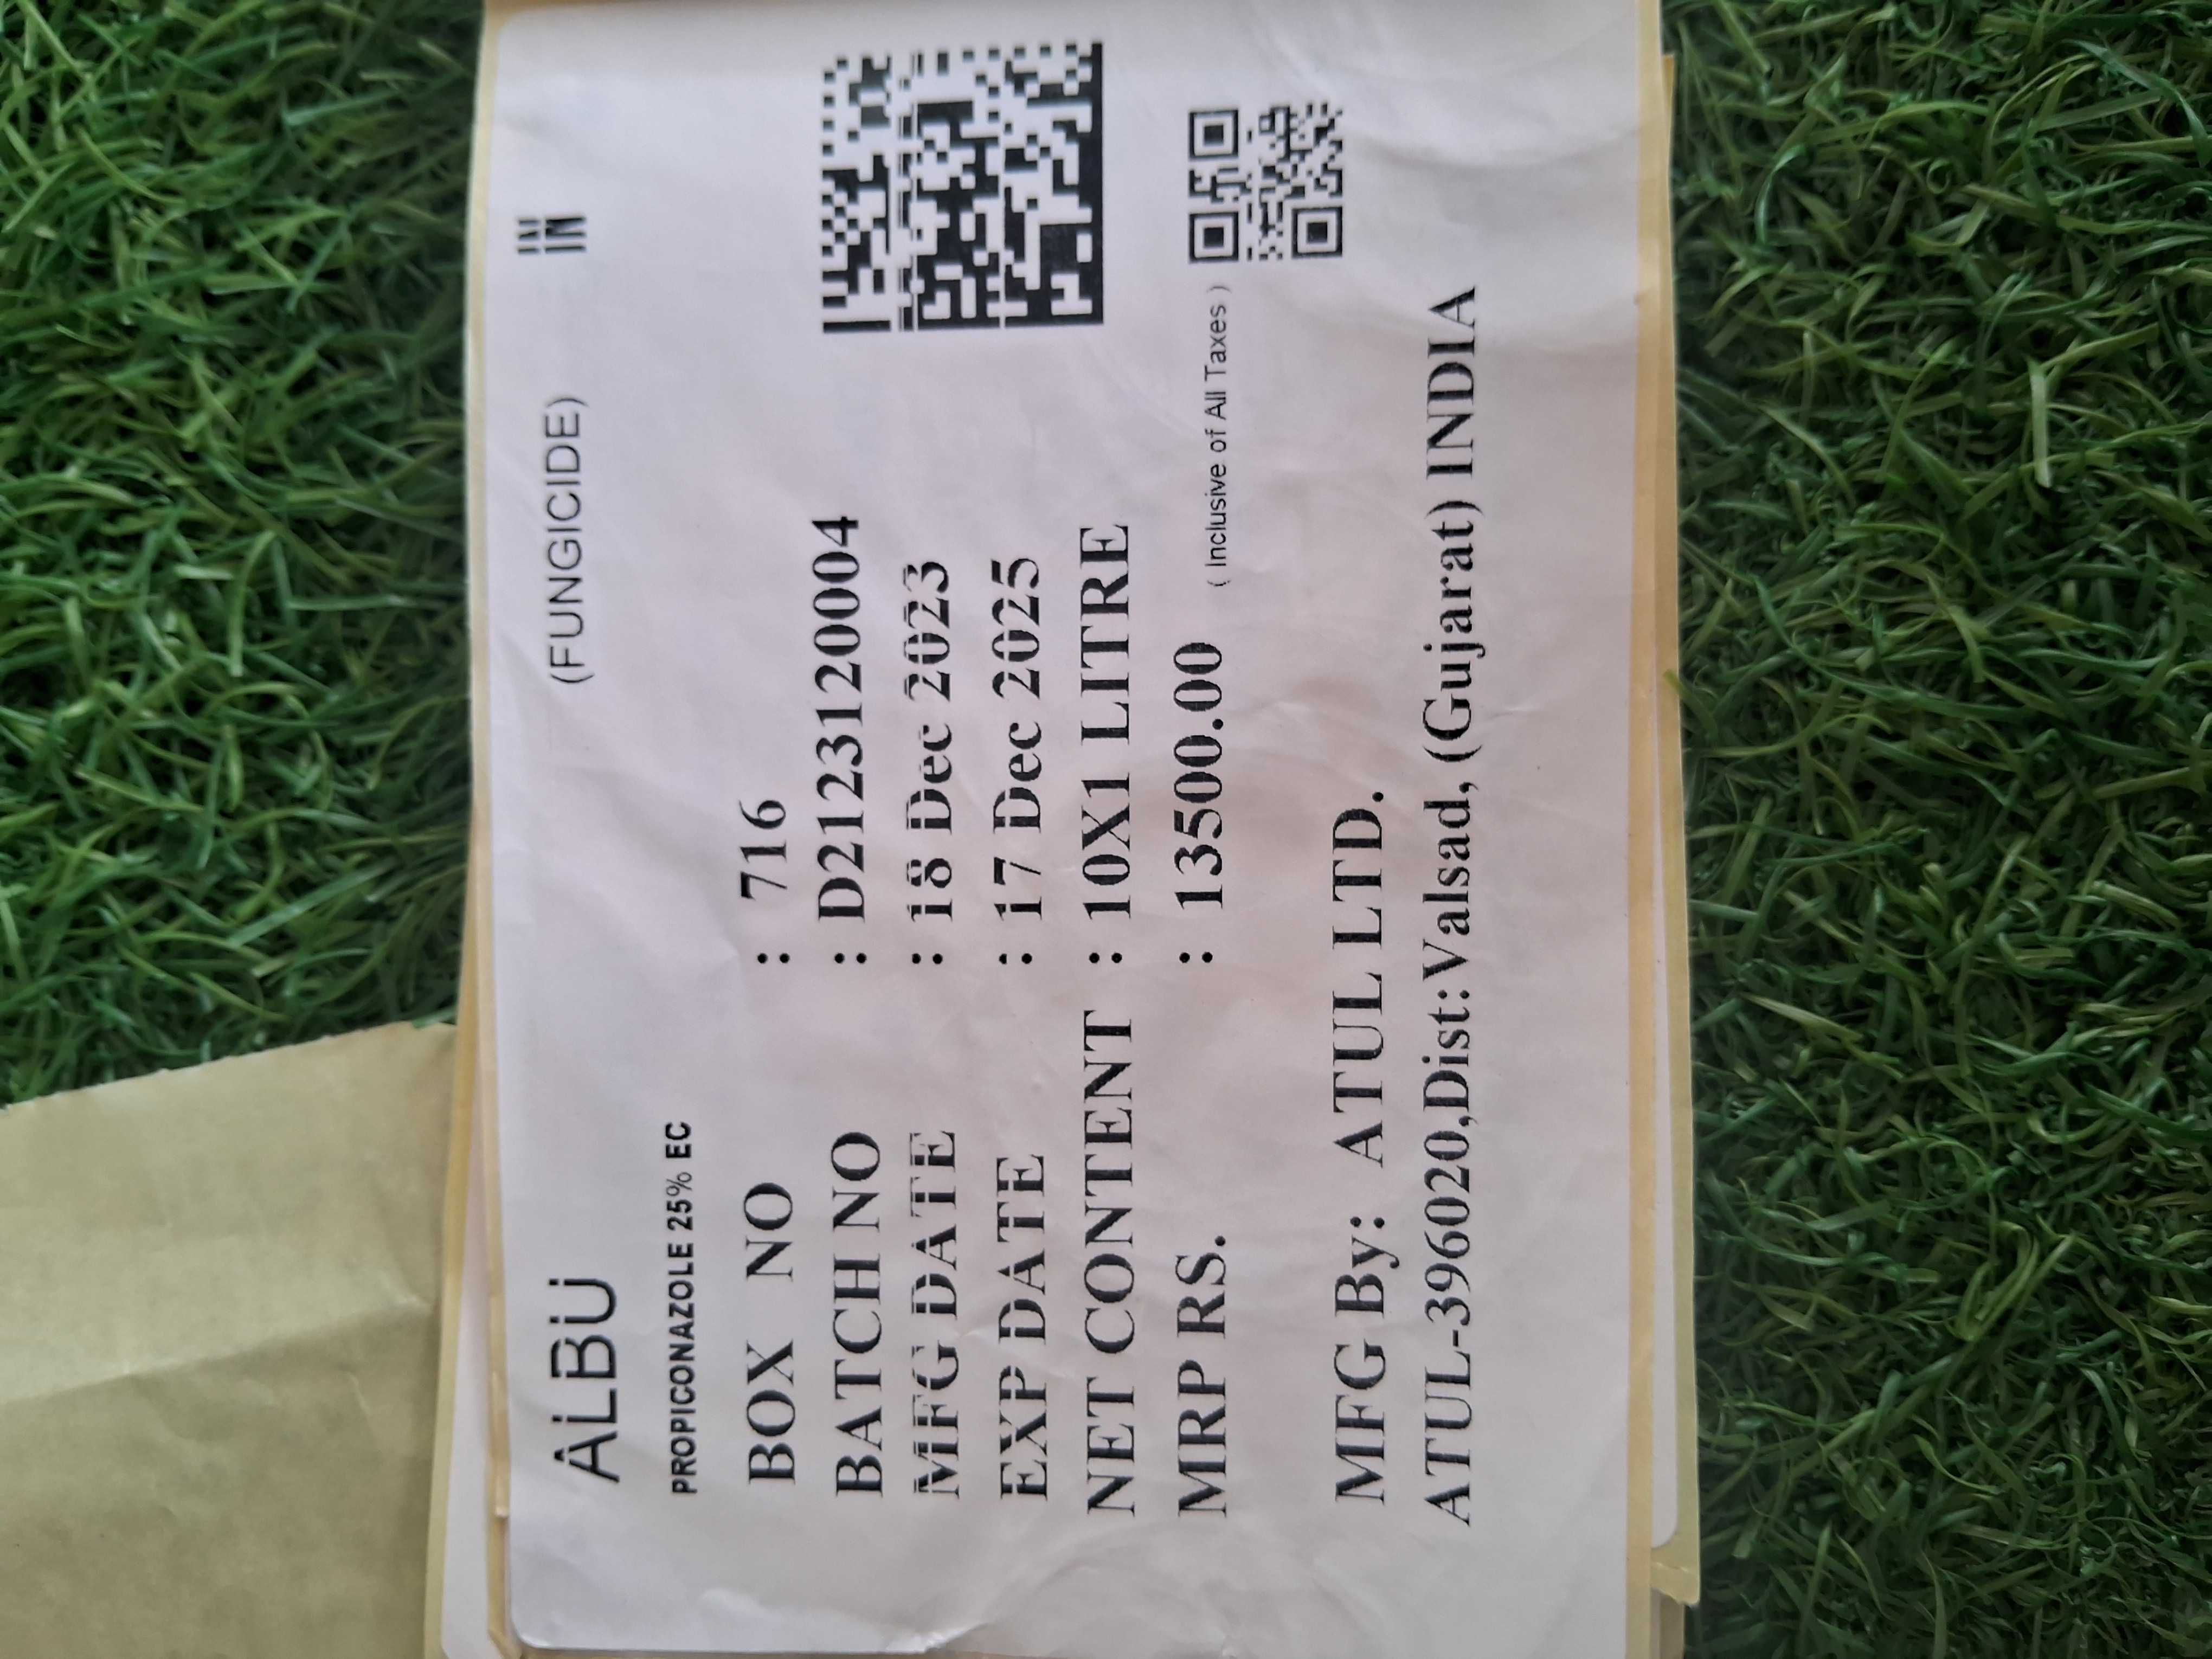 ALBU (FUNGICIDE) IN
PROPICONAZOLE 25% EC
BOX NO : 716
BATCH NO : D2123120004
MFG DATE : 18 Dec 2023
EXP DATE : 17 Dec 2025
NET CONTENT : 10X1 LITRE
MRP RS. : 13500.00 ( Inclusive of All Taxes )
MFG By: ATUL LTD.
ATUL-396020,Dist:Valsad, (Gujarat) INDIA